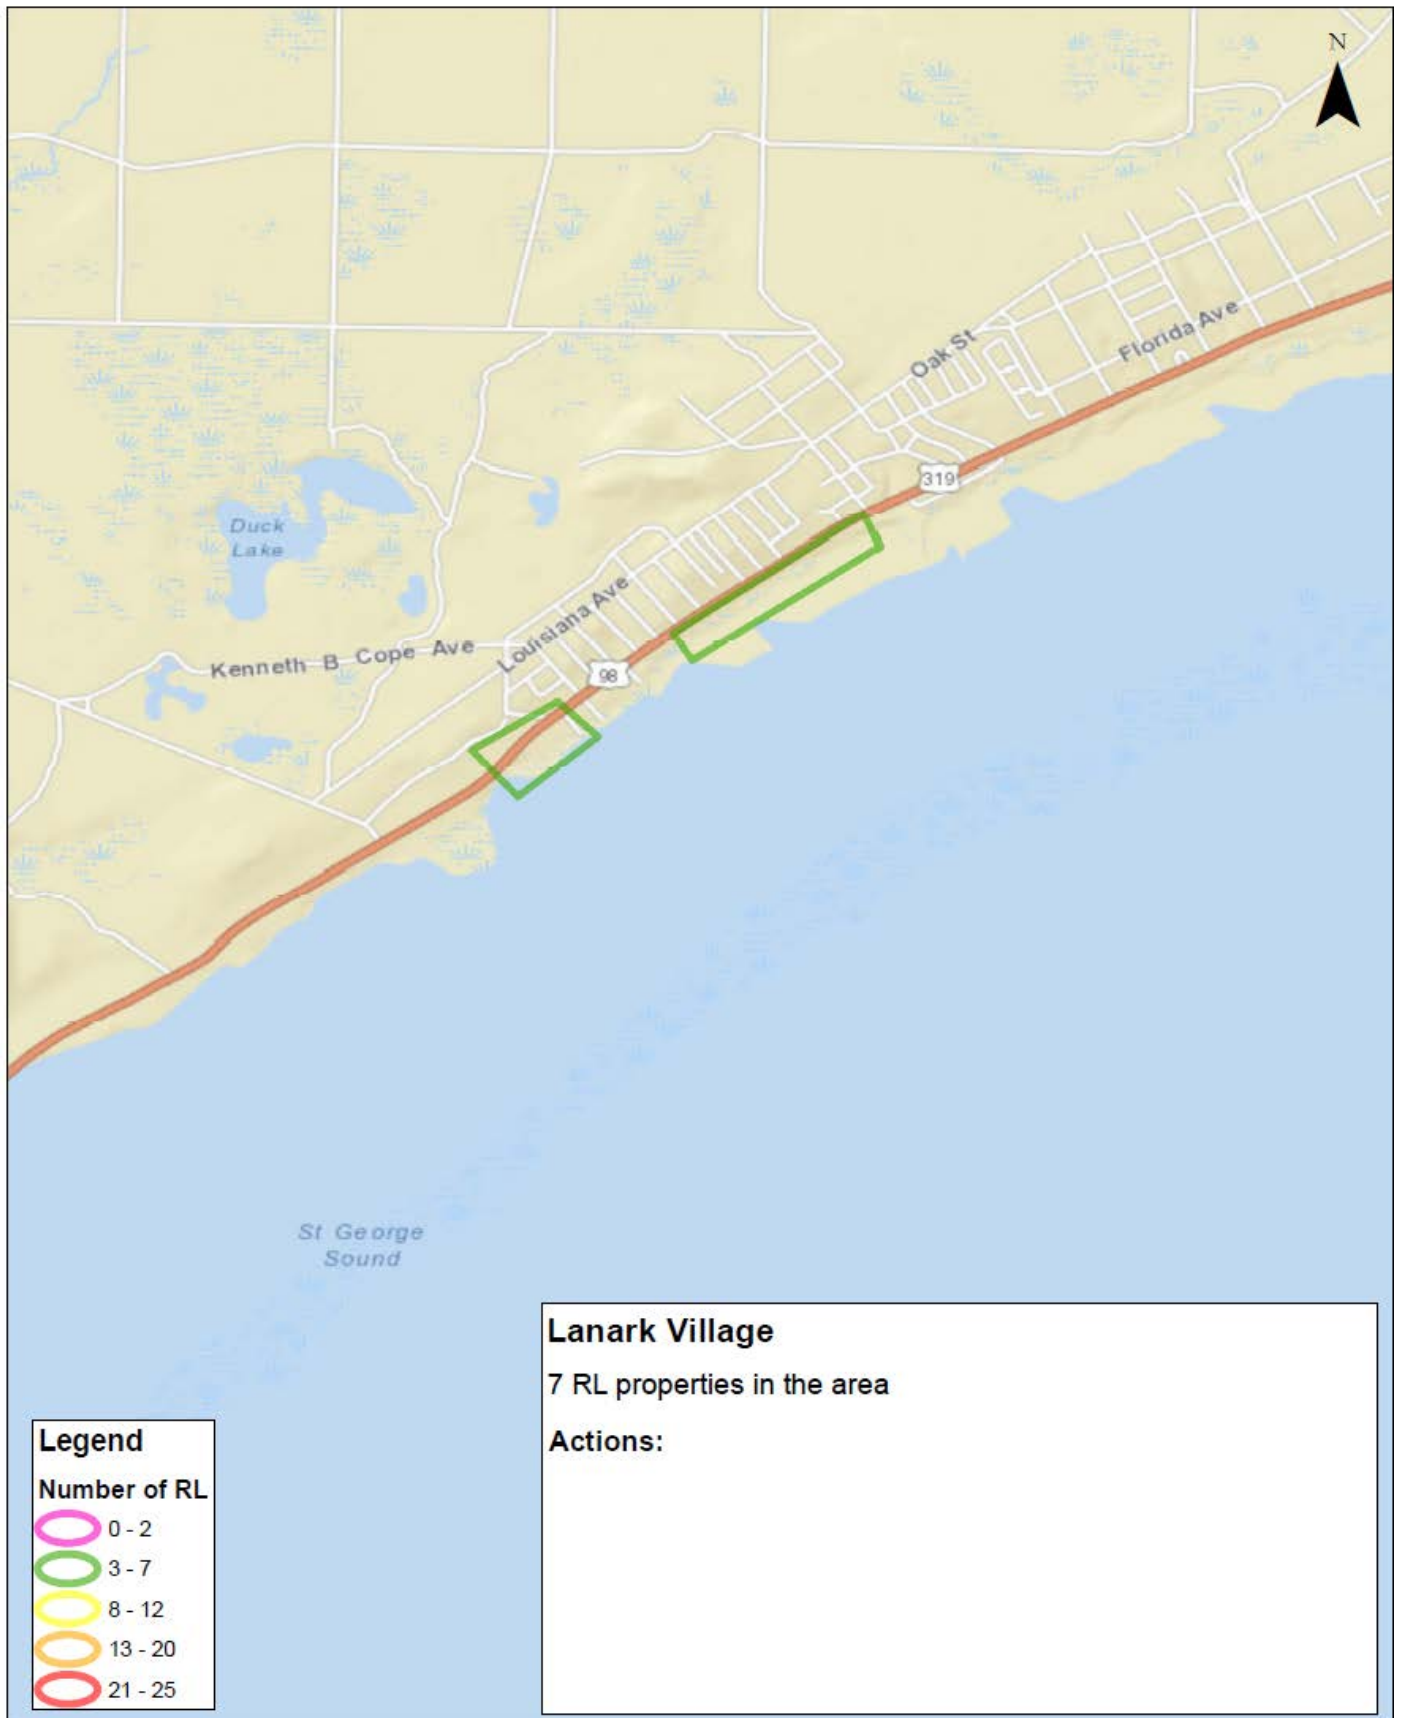 N
Oak St
Florida Ave
319
Duck
Lake
Louisiana Ave
Kenneth B Cope Ave
98
St George
Sound
Lanark Village
7 RL properties in the area
Actions:
Legend
Number of RL
0 - 2
3 - 7
8 - 12
13 - 20
21 - 25